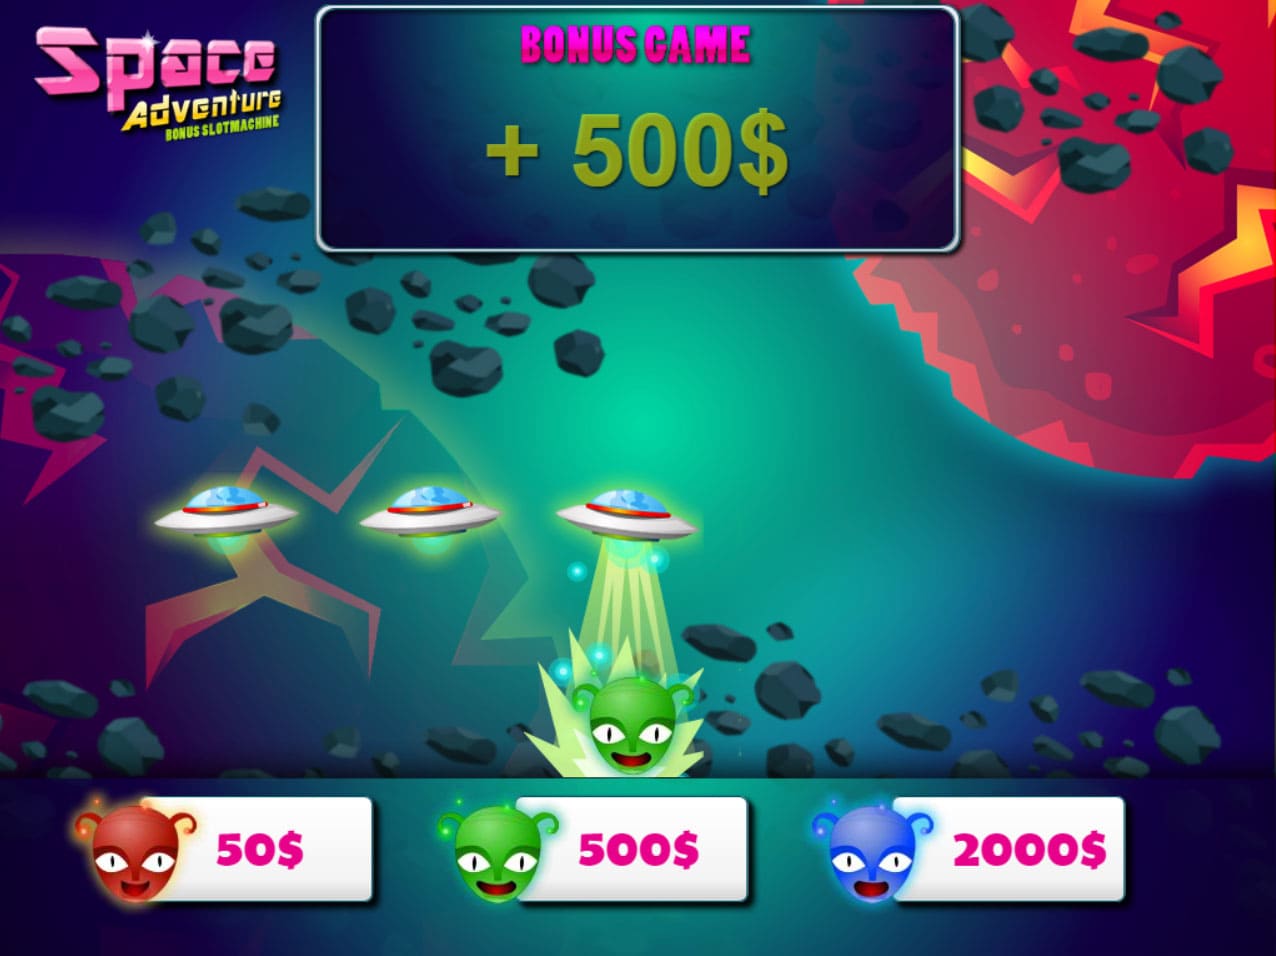 Space
Adventure
BONUS SLOTMACHINE
BONUS GAME
+ 500$
50$
500$
2000$